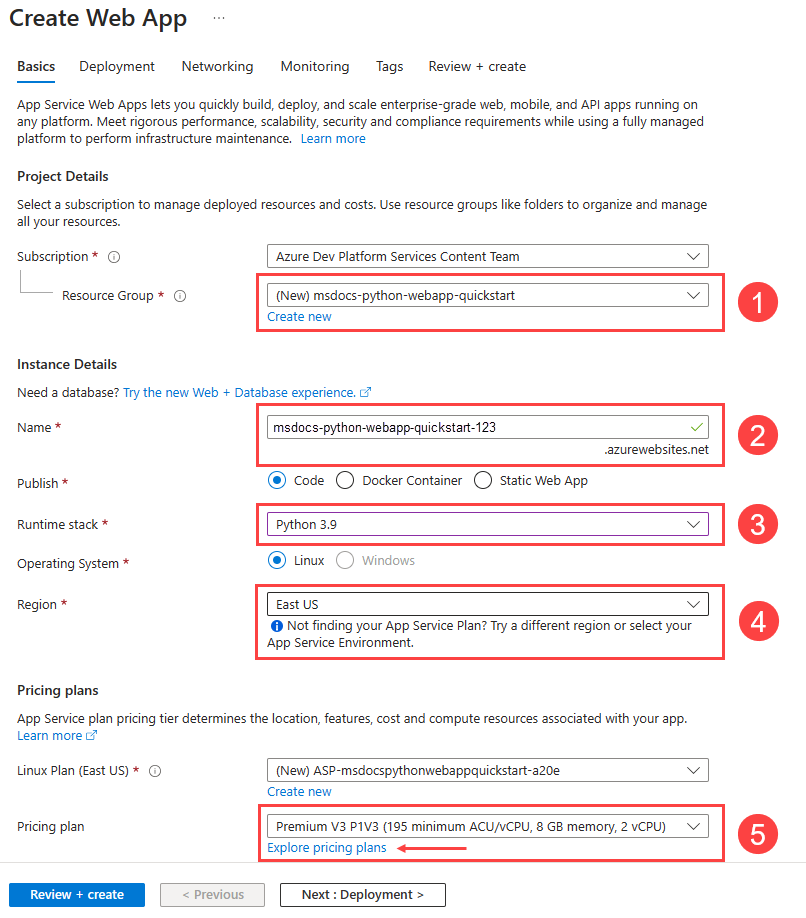 Create Web App ...
Basics Deployment Networking Monitoring Tags Review + create
App Service Web Apps lets you quickly build, deploy, and scale enterprise-grade web, mobile, and API apps running on
any platform. Meet rigorous performance, scalability, security and compliance requirements while using a fully managed
platform to perform infrastructure maintenance. Learn more
Project Details
Select a subscription to manage deployed resources and costs. Use resource groups like folders to organize and manage
all your resources.
Subscription * Azure Dev Platform Services Content Team
Resource Group * (New) msdocs-python-webapp-quickstart
Create new
1
Instance Details
Need a database? Try the new Web + Database experience.
Name * msdocs-python-webapp-quickstart-123
.azurewebsites.net
2
Publish * Code Docker Container Static Web App
Runtime stack * Python 3.9
3
Operating System * Linux Windows
Region * East US
Not finding your App Service Plan? Try a different region or select your
App Service Environment.
4
Pricing plans
App Service plan pricing tier determines the location, features, cost and compute resources associated with your app.
Learn more
Linux Plan (East US) * (New) ASP-msdocspythonwebappquickstart-a20e
Create new
Pricing plan Premium V3 P1V3 (195 minimum ACU/vCPU, 8 GB memory, 2 vCPU)
Explore pricing plans
5
Review + create < Previous Next : Deployment >